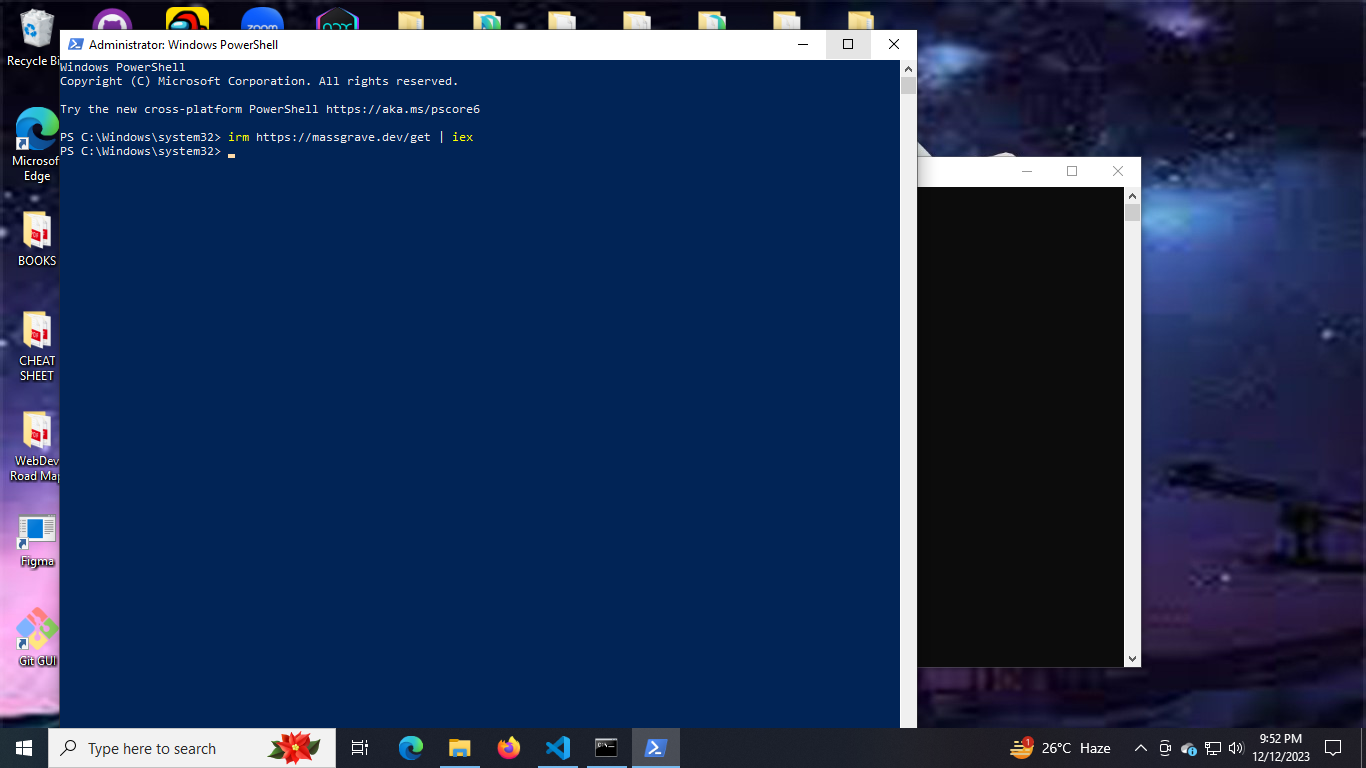 zoom
Recycle Bi
Administrator: Windows PowerShell
Windows PowerShell
Copyright (C) Microsoft Corporation. All rights reserved.
Try the new cross-platform PowerShell https://aka.ms/pscore6
PS C:\Windows\system32> irm https://massgrave.dev/get | iex
PS C:\Windows\system32>
Microsof
Edge
BOOKS
CHEAT
SHEET
WebDev
Road Map
Figma
Git GUI
Type here to search
1
26°C Haze
9:52 PM
12/12/2023